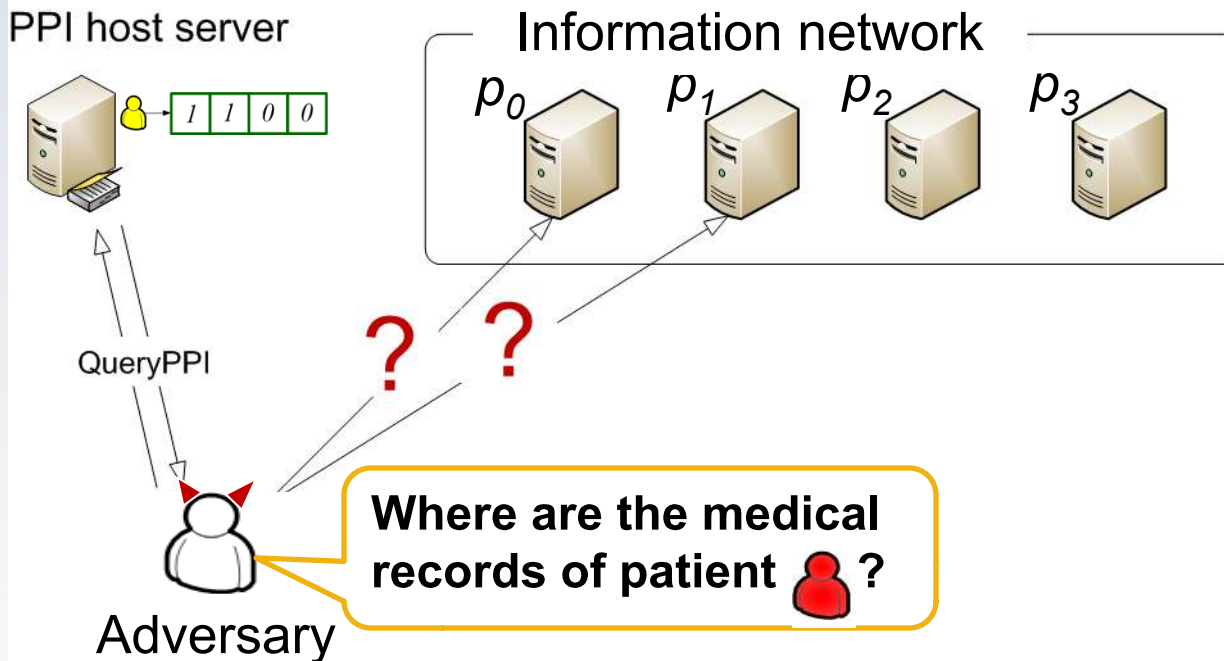 PPI host server
1 1 0 0
Information network
p0 p1 p2 p3
? ?
QueryPPI
Where are the medical
records of patient ?
Adversary